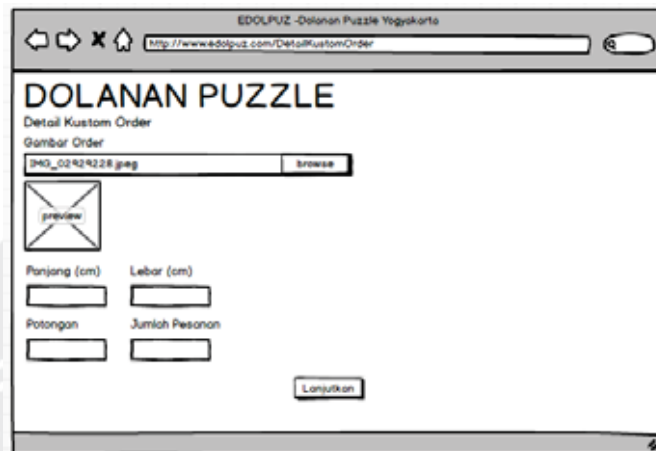 EDOLPUZ -Dolanan Puzzle Yogyakarta
http://www.edolpuz.com/DetailKustomOrder
DOLANAN PUZZLE
Detail Kustom Order
Gambar Order
IMG_02929228.jpeg browse
preview
Panjang (cm) Lebar (cm)
Potongan Jumlah Pesanan
Lanjutkan